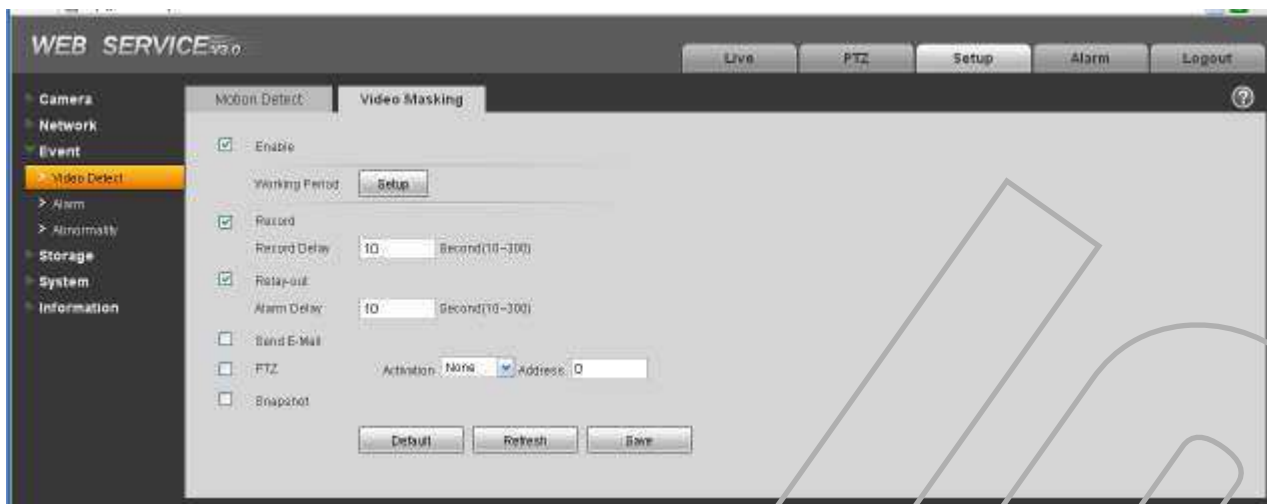 WEB SERVICE V3.0
Live PTZ Setup Alarm Logout
Camera
Network
Event
> Video Detect
> Alarm
> Abnormality
Storage
System
Information
Motion Detect Video Masking
Enable
Working Period Setup
Record
Record Delay 10 Second(10~300)
Relay-out
Alarm Delay 10 Second(10~300)
Send E-Mail
PTZ Activation None Address 0
Snapshot
Default Refresh Save